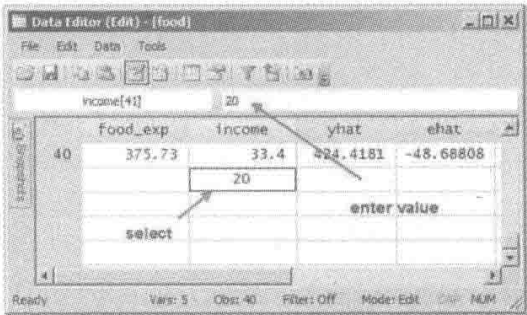 Data Editor (Edit) - [food]
File Edit Data Tools
income[41] 20
food_exp income yhat ehat
40 375.73 33.4 424.4181 -48.68808
20
enter value
select
Snapshots
Ready Vars: 5 Obs: 40 Filter: Off Mode: Edit CAP NUM